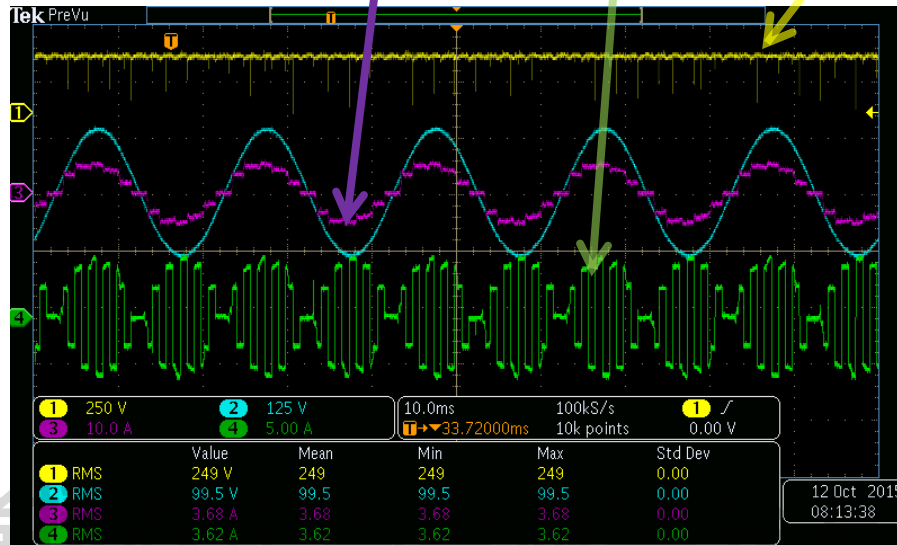 Tek PreVu
T
T
1
3
4
1 250 V 2 125 V
3 10.0 A 4 5.00 A
10.0ms 100kS/s 1
T→▼33.72000ms 10k points 0.00 V
Value Mean Min Max Std Dev
1 RMS 249 V 249 249 249 0.00
2 RMS 99.5 V 99.5 99.5 99.5 0.00
3 RMS 3.68 A 3.68 3.68 3.68 0.00
4 RMS 3.62 A 3.62 3.62 3.62 0.00
12 Oct 2015
08:13:38